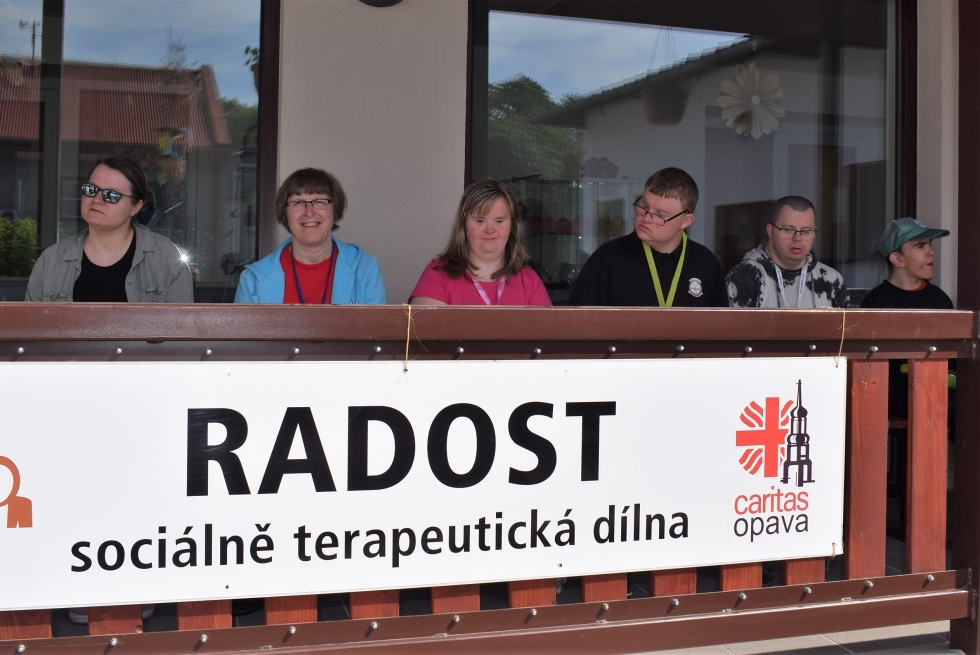 RADOST
sociálně terapeutická dílna
caritas
opava